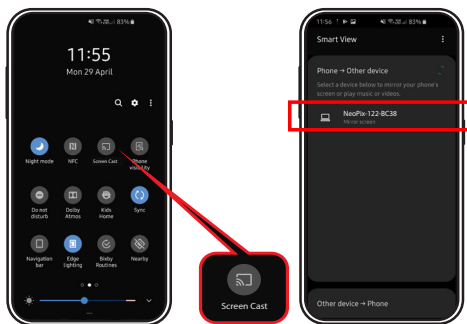 83%
11:55
Mon 29 April
Night mode
NFC
Screen Cast
Phone
visibility
Do not
disturb
Dolby
Atmos
Kids
Home
Sync
Navigation
bar
Edge
lighting
Bixby
Routines
Nearby
Screen Cast
11:56
83%
Smart View
Phone → Other device
Select a device below to mirror your phone's
screen or play music or videos.
NeoPix-122-BC38
Mirror screen
Other device → Phone